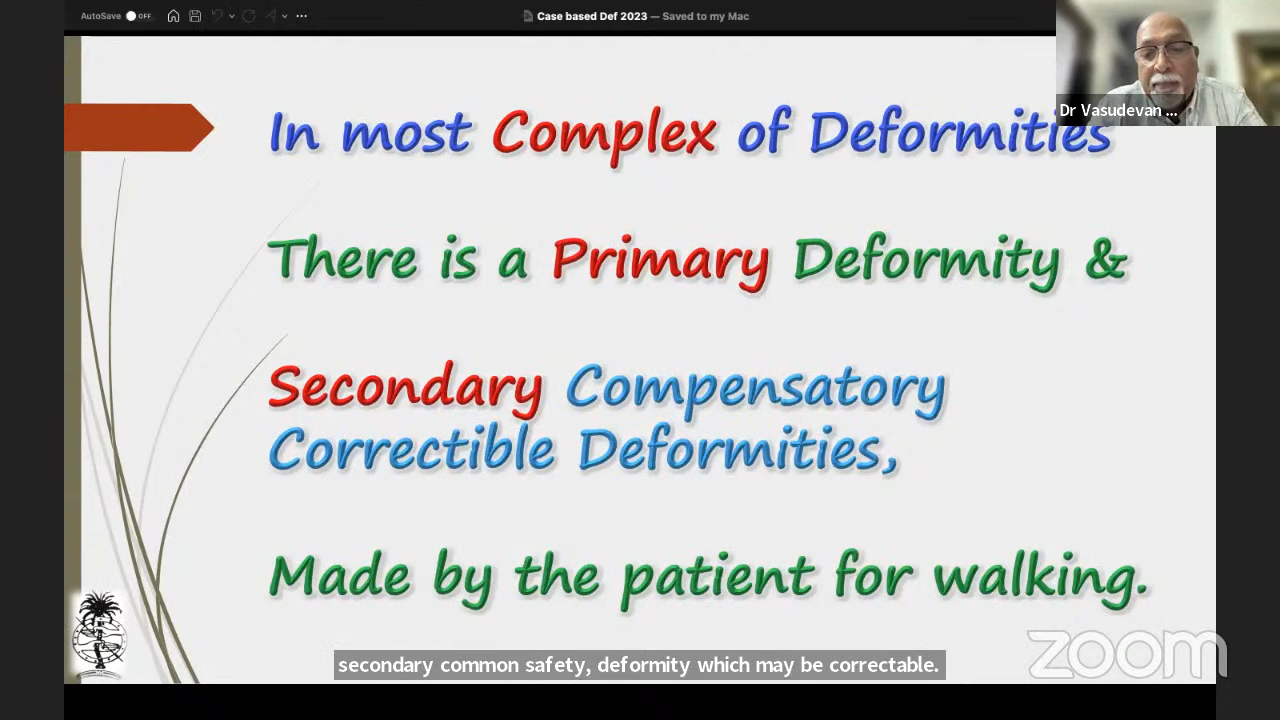 AutoSave OFF
Case based Def 2023 — Saved to my Mac
Dr Vasudevan ...
In most Complex of Deformities
There is a Primary Deformity &
Secondary Compensatory
Correctible Deformities,
Made by the patient for walking.
secondary common safety, deformity which may be correctable.
zoom